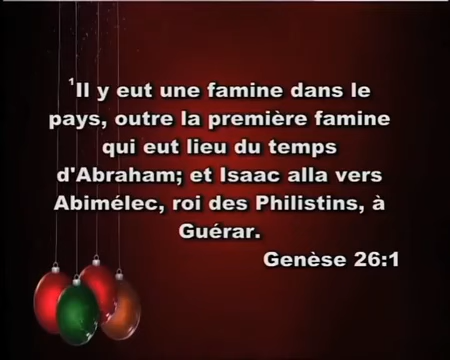 ¹Il y eut une famine dans le
pays, outre la première famine
qui eut lieu du temps
d'Abraham; et Isaac alla vers
Abimélec, roi des Philistins, à
Guérar.
Genèse 26:1